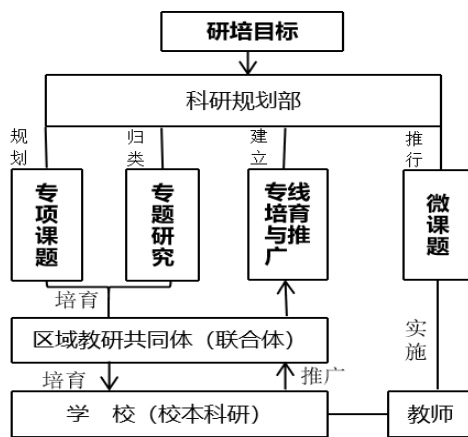 研培目标
科研规划部
规划
归类
建立
推行
专项课题
专题研究
专线培育与推广
微课题
培育
实施
区域教研共同体（联合体）
培育
推广
学 校（校本科研）
教师